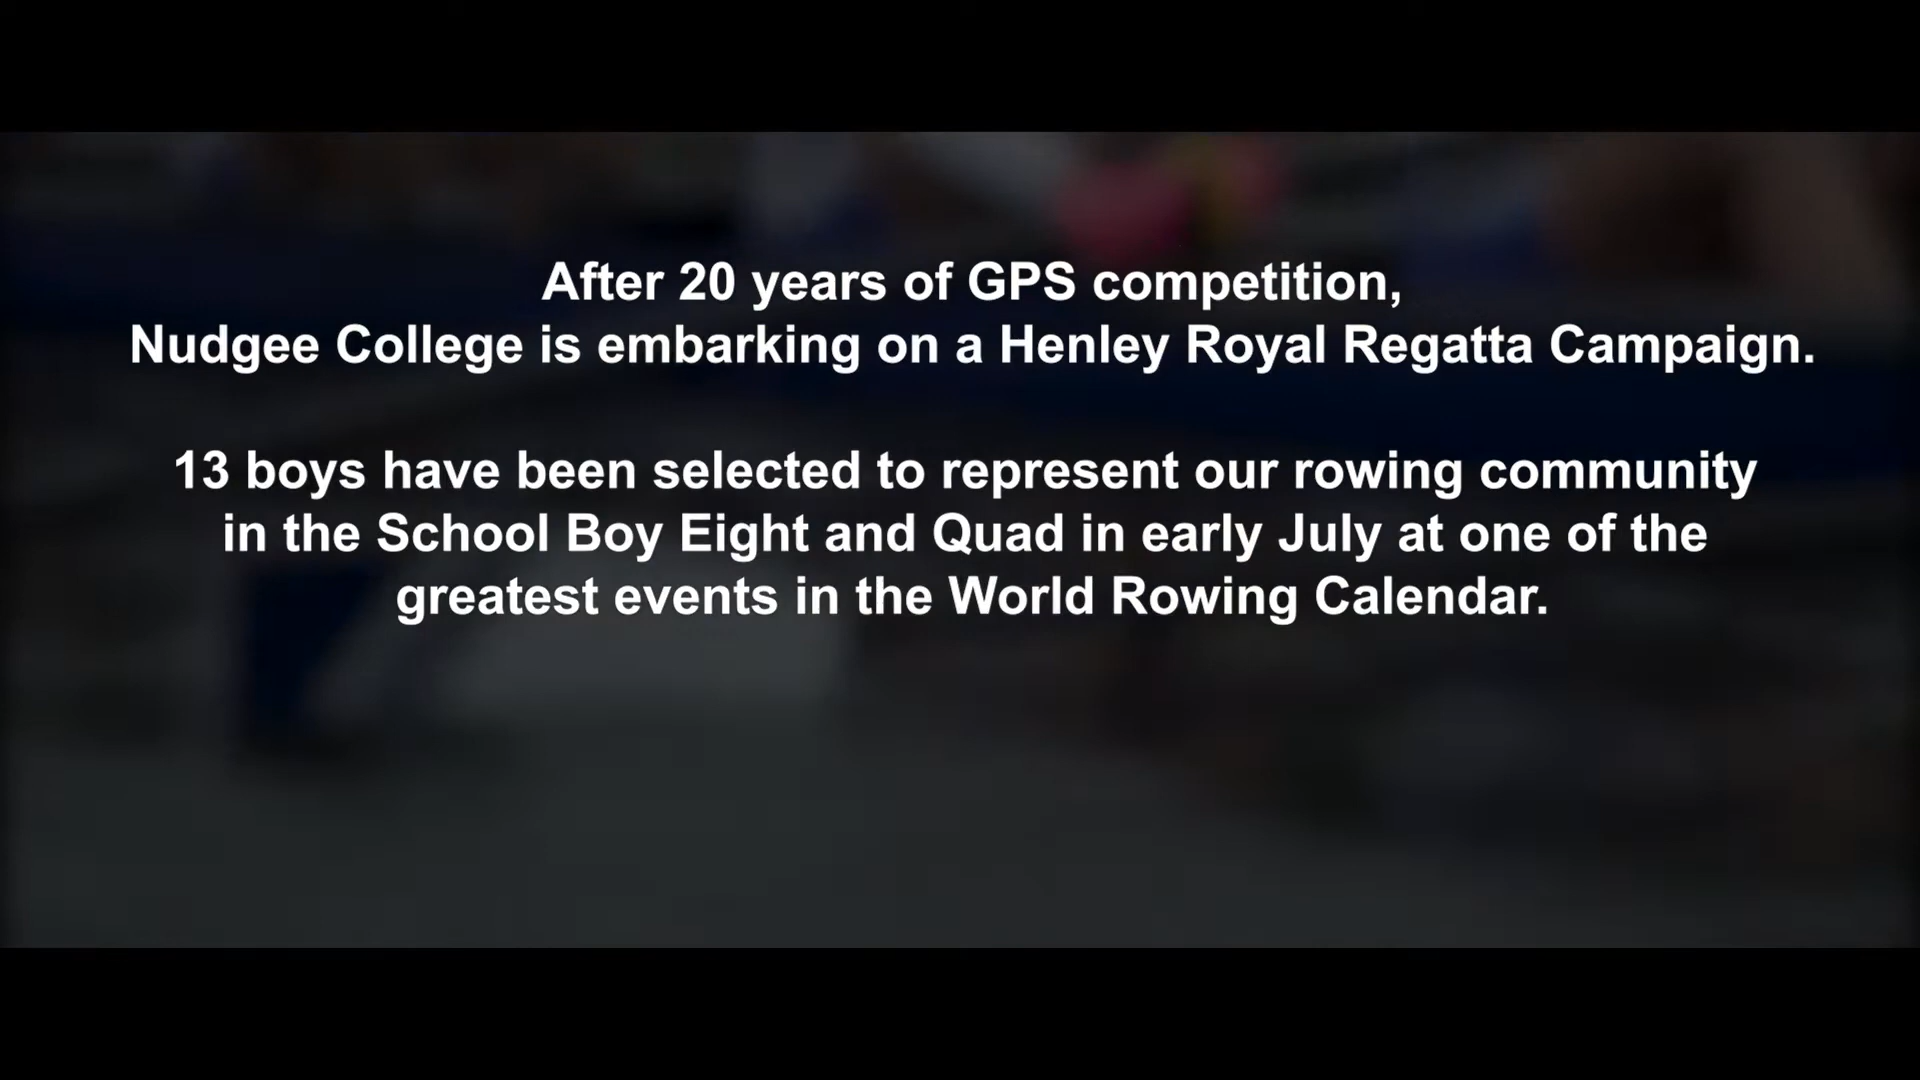 After 20 years of GPS competition,
Nudgee College is embarking on a Henley Royal Regatta Campaign.
13 boys have been selected to represent our rowing community
in the School Boy Eight and Quad in early July at one of the
greatest events in the World Rowing Calendar.